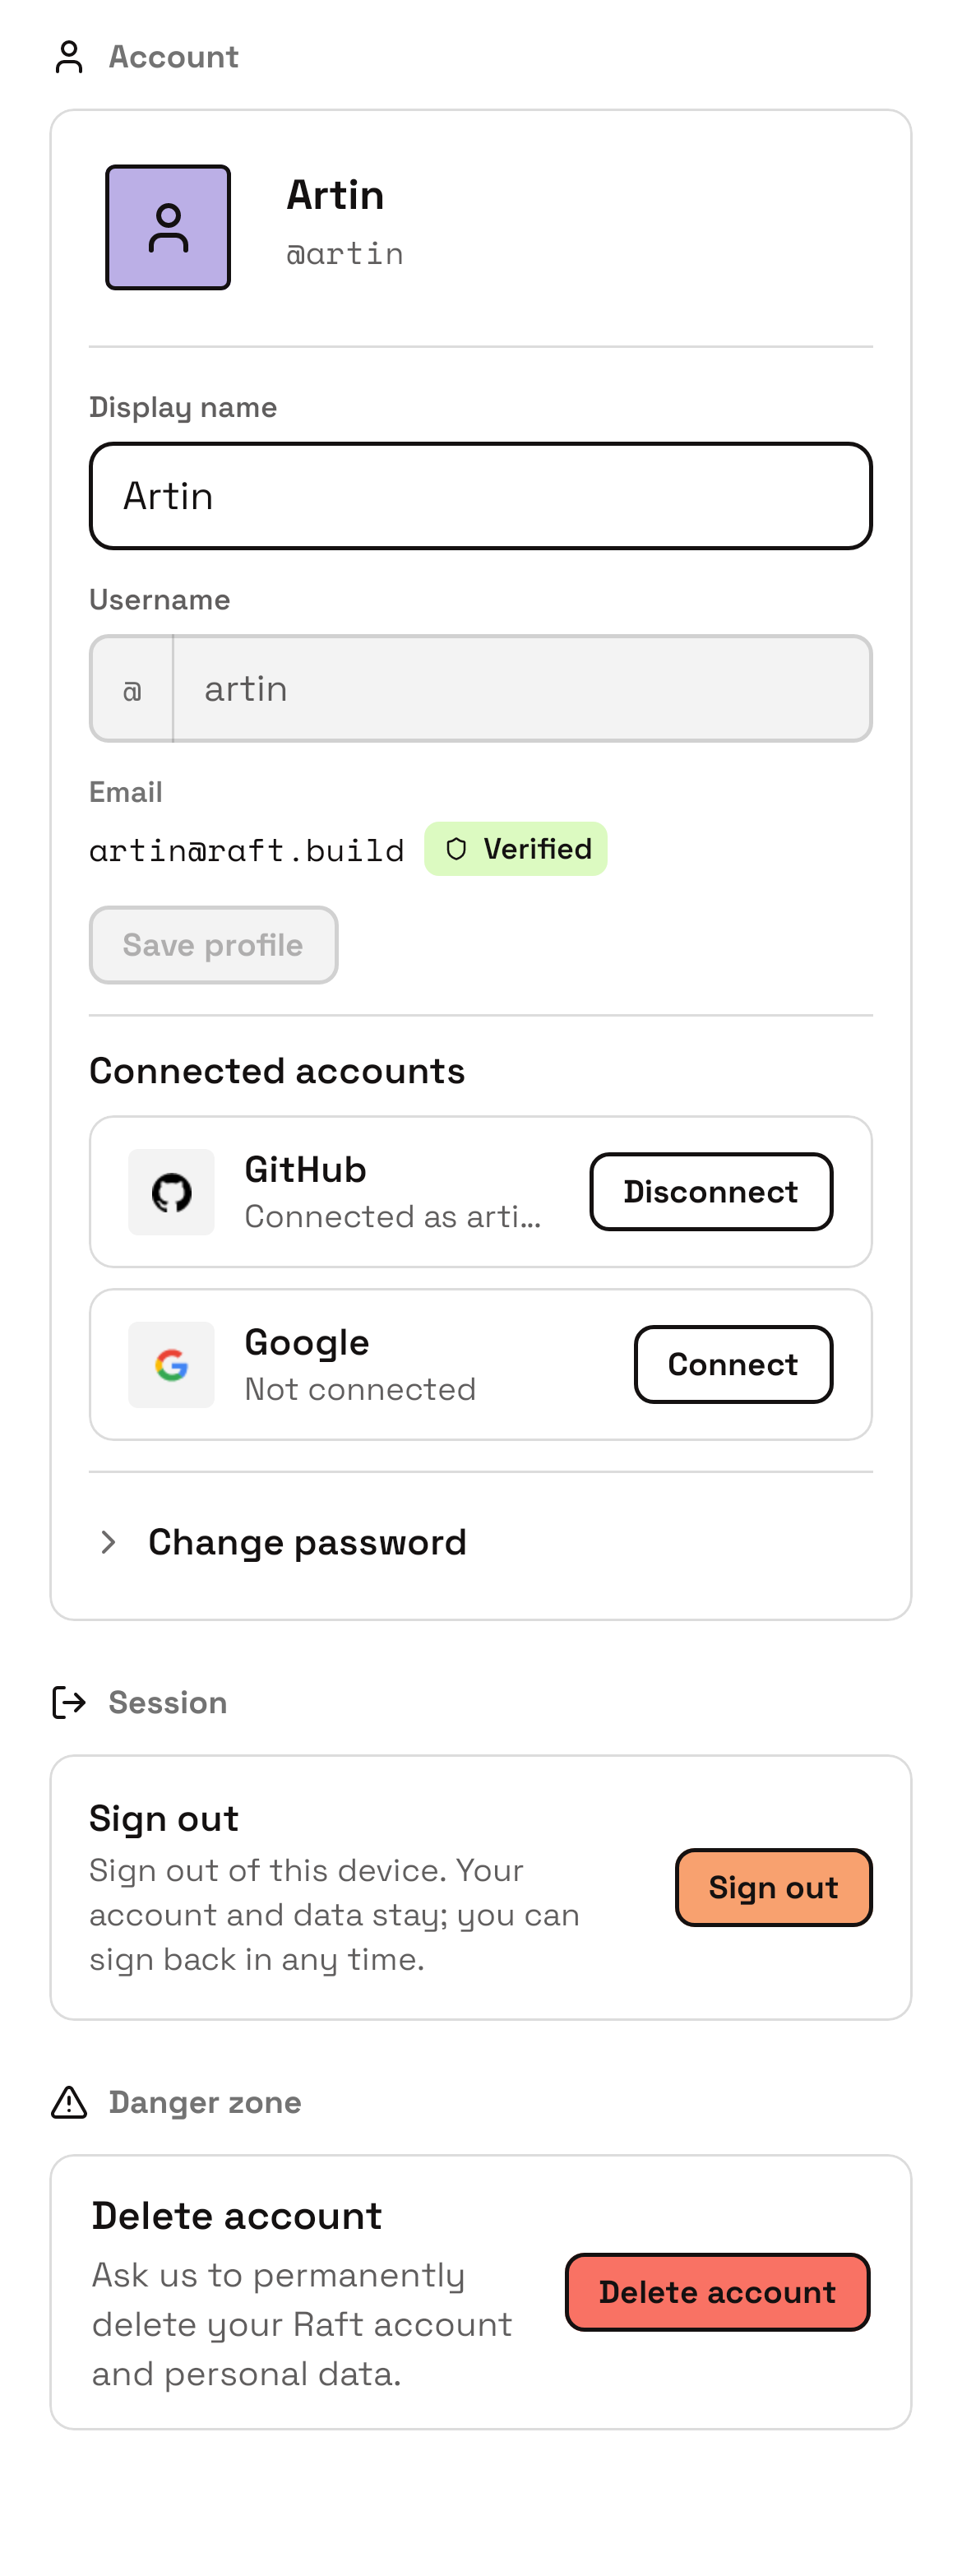 Account
Artin
@artin
Display name
Artin
Username
@ artin
Email
artin@raft.build Verified
Save profile
Connected accounts
GitHub
Connected as arti...
Disconnect
Google
Not connected
Connect
Change password
Session
Sign out
Sign out of this device. Your
account and data stay; you can
sign back in any time.
Sign out
Danger zone
Delete account
Ask us to permanently
delete your Raft account
and personal data.
Delete account